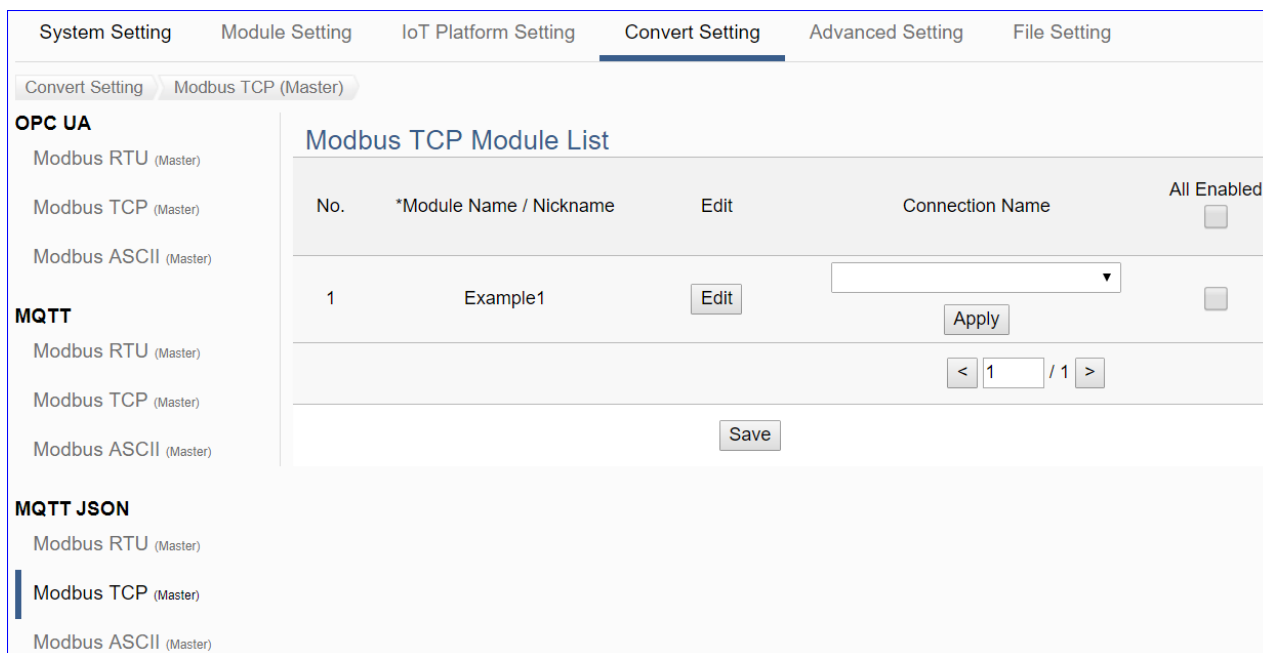 System Setting Module Setting IoT Platform Setting Convert Setting Advanced Setting File Setting
Convert Setting Modbus TCP (Master)
OPC UA
Modbus RTU (Master)
Modbus TCP (Master)
Modbus ASCII (Master)
MQTT
Modbus RTU (Master)
Modbus TCP (Master)
Modbus ASCII (Master)
MQTT JSON
Modbus RTU (Master)
Modbus TCP (Master)
Modbus ASCII (Master)
Modbus TCP Module List
No. *Module Name / Nickname Edit Connection Name All Enabled
1 Example1 Edit
Apply
< 1 / 1 >
Save